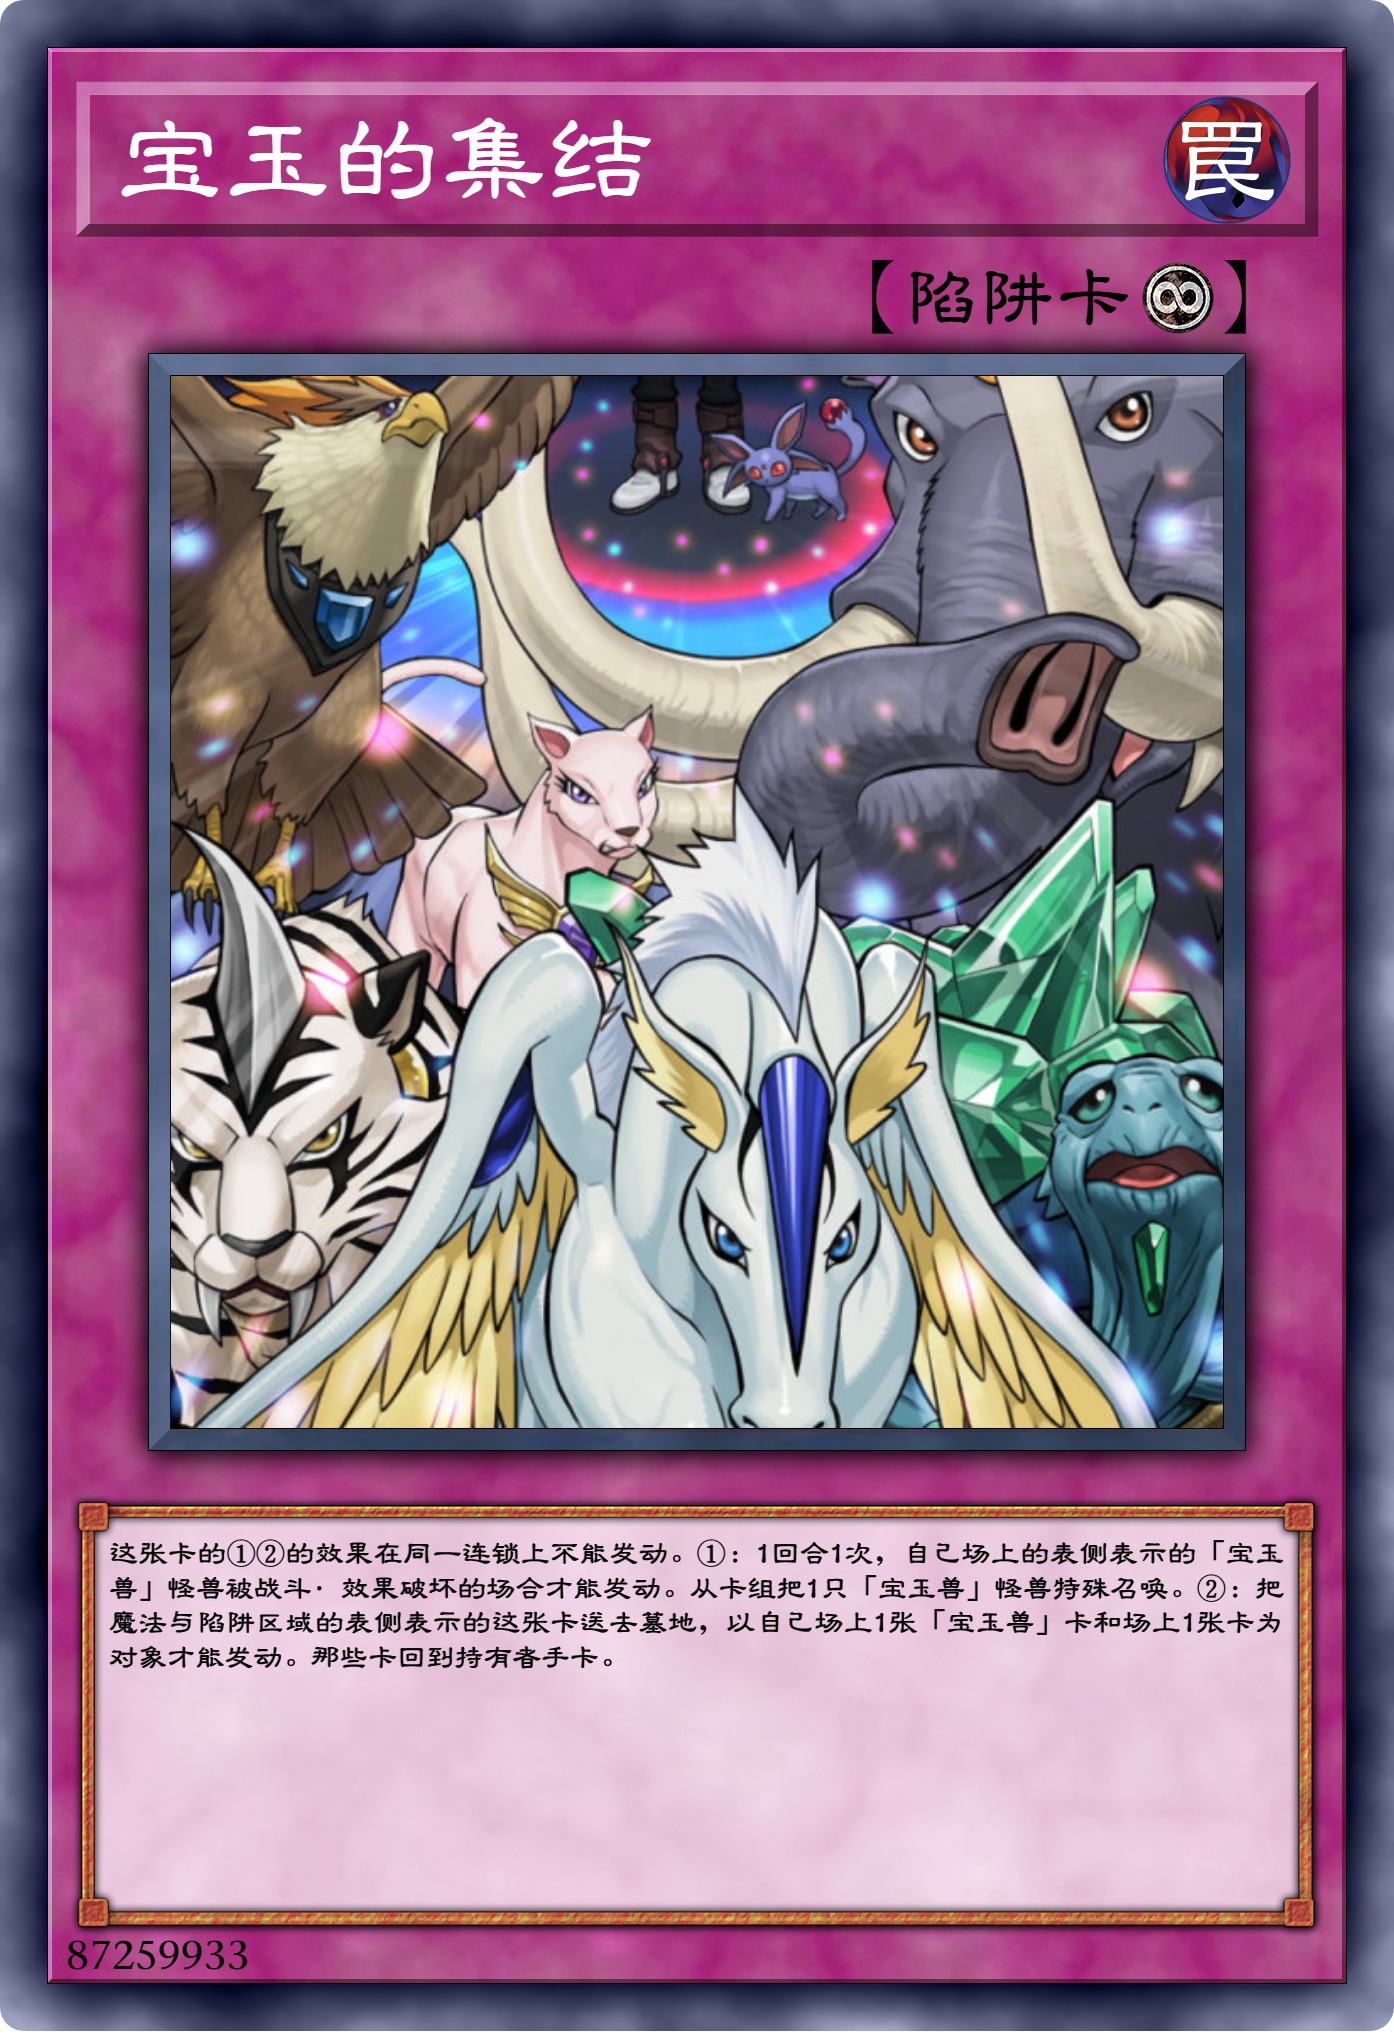 宝玉的集结
罠
【陷阱卡】
这张卡的①②的效果在同一连锁上不能发动。①：1回合1次，自己场上的表侧表示的「宝玉
兽」怪兽被战斗·效果破坏的场合才能发动。从卡组把1只「宝玉兽」怪兽特殊召唤。②：把
魔法与陷阱区域的表侧表示的这张卡送去墓地，以自己场上1张「宝玉兽」卡和场上1张卡为
对象才能发动。那些卡回到持有者手卡。
87259933